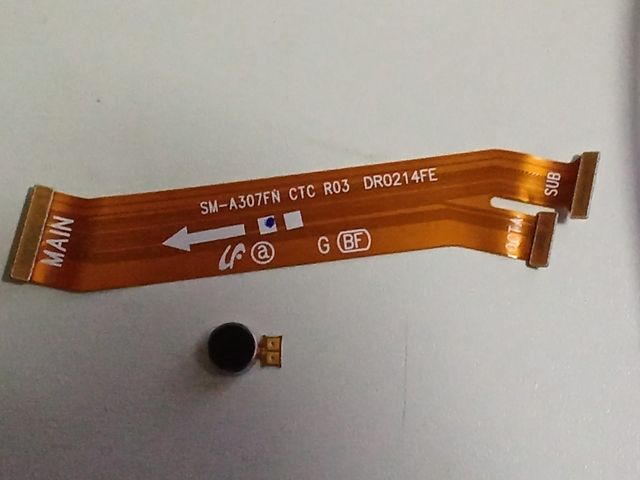 SM-A307FN CTC R03 DR0214FE
MAIN
SUB
a
G BF